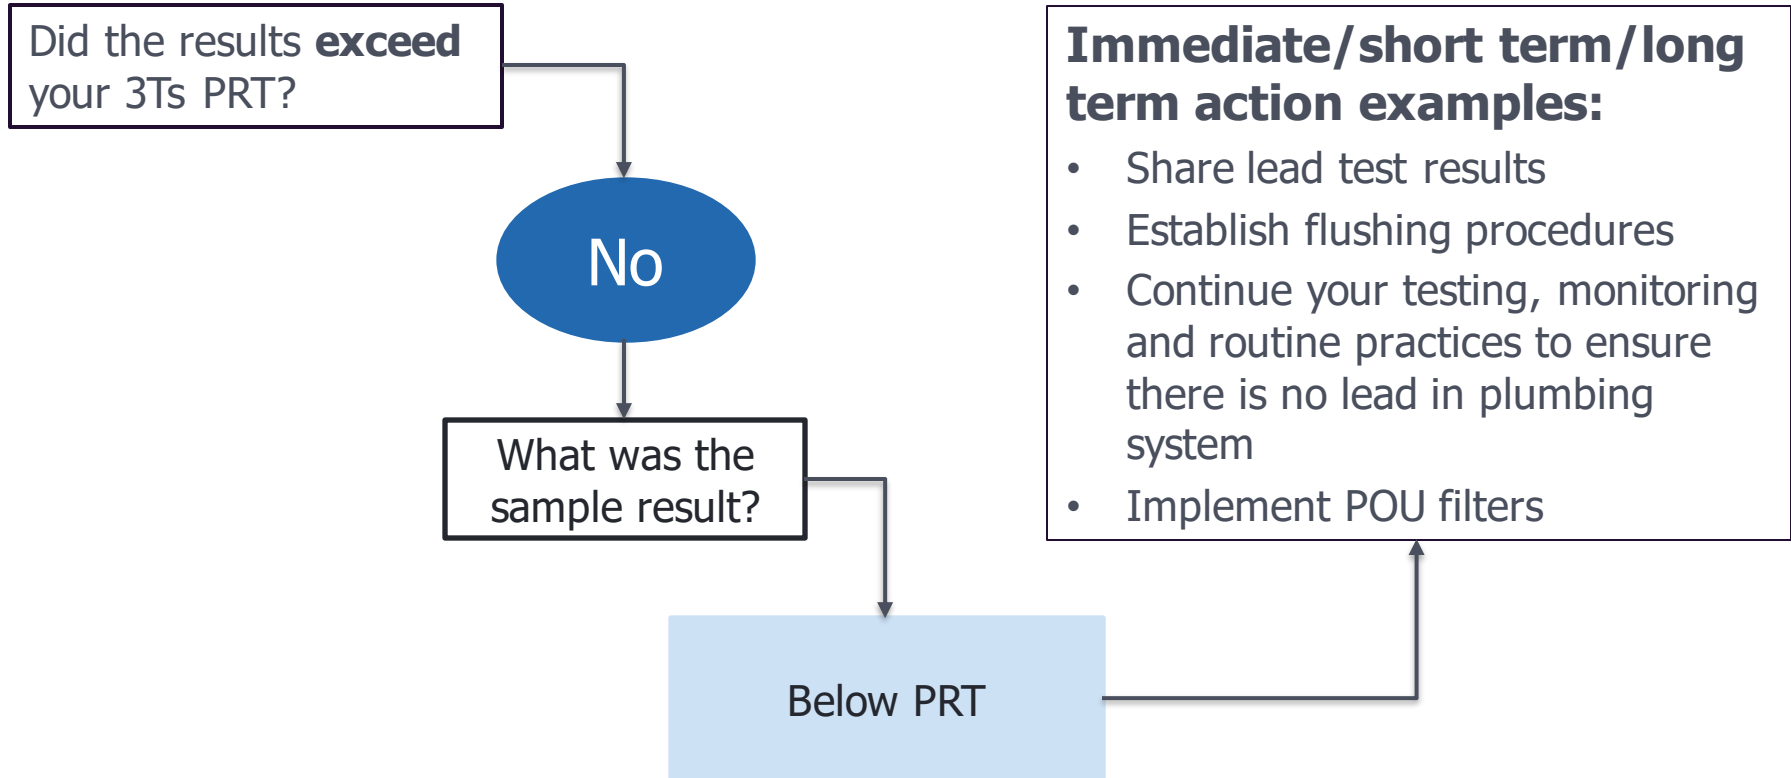 Did the results exceed
your 3Ts PRT?
No
What was the
sample result?
Below PRT
Immediate/short term/long
term action examples:
• Share lead test results
• Establish flushing procedures
• Continue your testing, monitoring
and routine practices to ensure
there is no lead in plumbing
system
• Implement POU filters